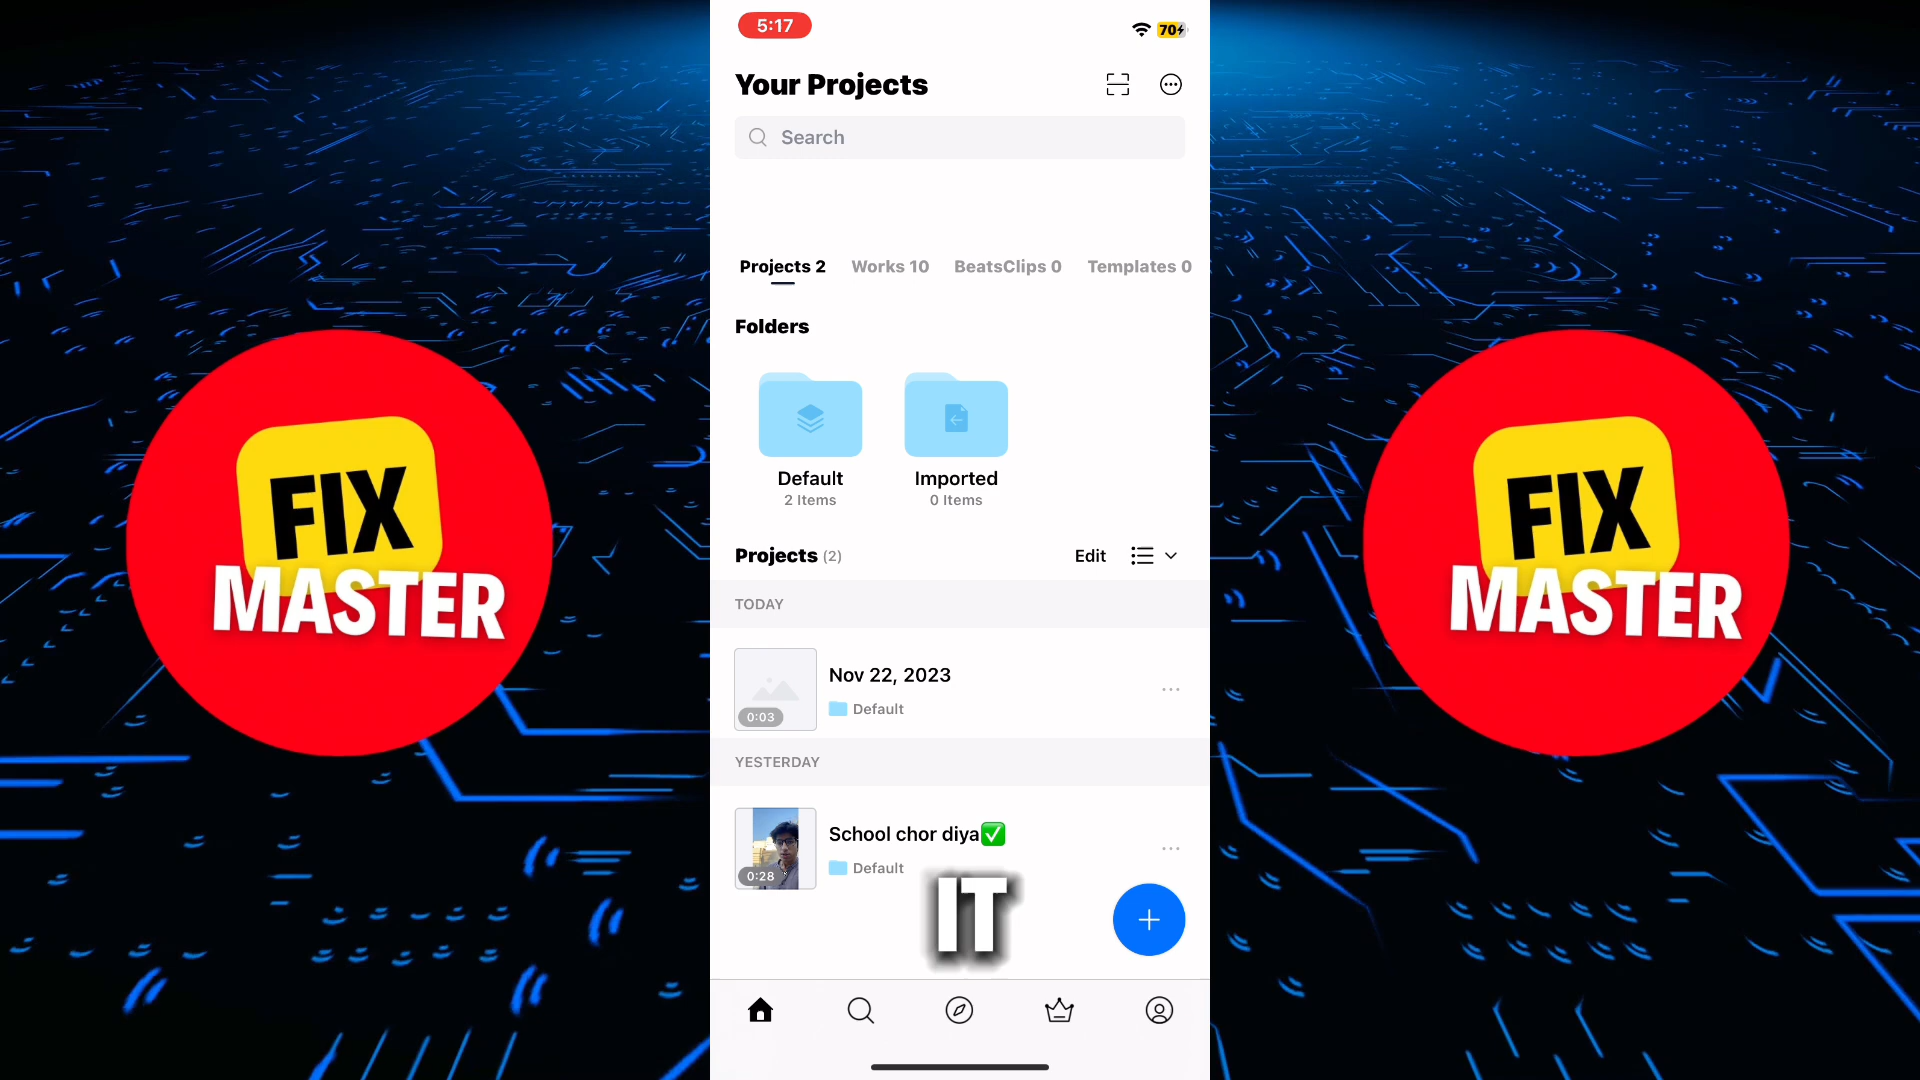 5:17
70
Your Projects
Search
Projects 2 Works 10 BeatsClips 0 Templates 0
Folders
Default
2 Items
Imported
0 Items
Projects (2) Edit
TODAY
Nov 22, 2023
Default
0:03
YESTERDAY
School chor diya✅
Default
0:28
IT
FIX
MASTER
FIX
MASTER